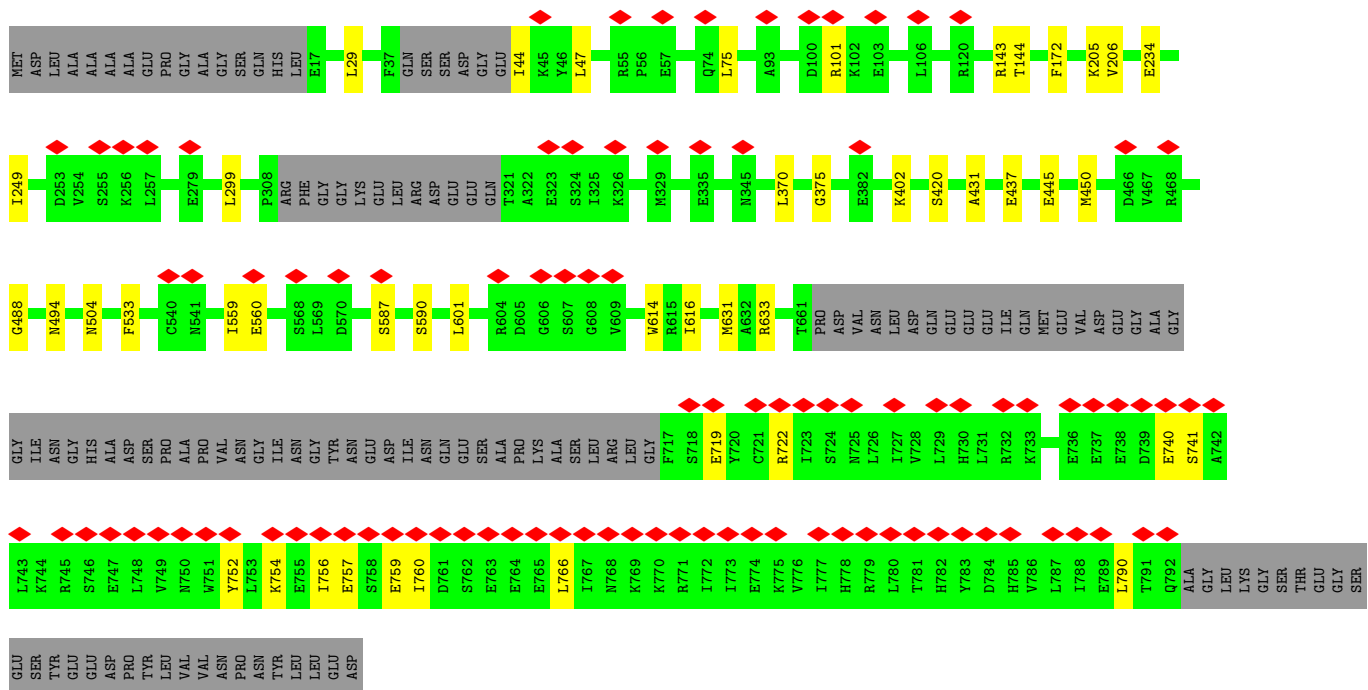 MET ASP LEU ALA ALA ALA ALA GLU PRO GLY ALA GLY SER GLN HIS LEU E17 L29 F37 GLN SER SER ASP GLY GLU I44 K45 Y46 L47 R55 P56 E57 Q74 L75 A93 D100 R101 K102 E103 L106 R120 R143 T144 F172 K205 V206 E234
I249 D253 V254 S255 K256 L257 E279 L299 P308 ARG PHE GLY GLY LYS GLU LEU ARG ASP GLU GLU GLN T321 A322 E323 S324 I325 K326 M329 E335 N345 L370 G375 E382 K402 S420 A431 E437 E445 M450 D466 V467 R468
G488 N494 N504 F533 C540 N541 I559 E560 S568 L569 D570 S587 S590 L601 R604 D605 G606 S607 G608 V609 W614 R615 I616 M631 A632 R633 T661 PRO ASP VAL ASN LEU ASP GLN GLU GLU GLU ILE GLN MET GLU VAL ASP GLU GLY ALA GLY
GLY ILE ASN GLY HIS ALA ASP SER PRO ALA PRO VAL ASN GLY ILE ASN GLY TYR ASN GLU ASP ILE ASN GLN GLU SER ALA PRO LYS ALA SER LEU ARG LEU GLY F717 S718 E719 Y720 C721 R722 I723 S724 N725 L726 I727 V728 L729 H730 L731 R732 K733 E736 E737 E738 D739 E740 S741 A742
L743 K744 R745 S746 E747 L748 V749 N750 W751 Y752 L753 K754 E755 I756 E757 S758 E759 I760 D761 S762 E763 E764 E765 L766 I767 N768 K769 K770 R771 I772 I773 E774 K775 V776 I777 H778 R779 L780 T781 H782 Y783 D784 H785 V786 L787 I788 E789 L790 T791 Q792 ALA GLY LEU LYS GLY SER THR GLU GLY SER
GLU SER TYR GLU GLU ASP PRO TYR LEU VAL VAL ASN PRO ASN TYR LEU LEU GLU ASP